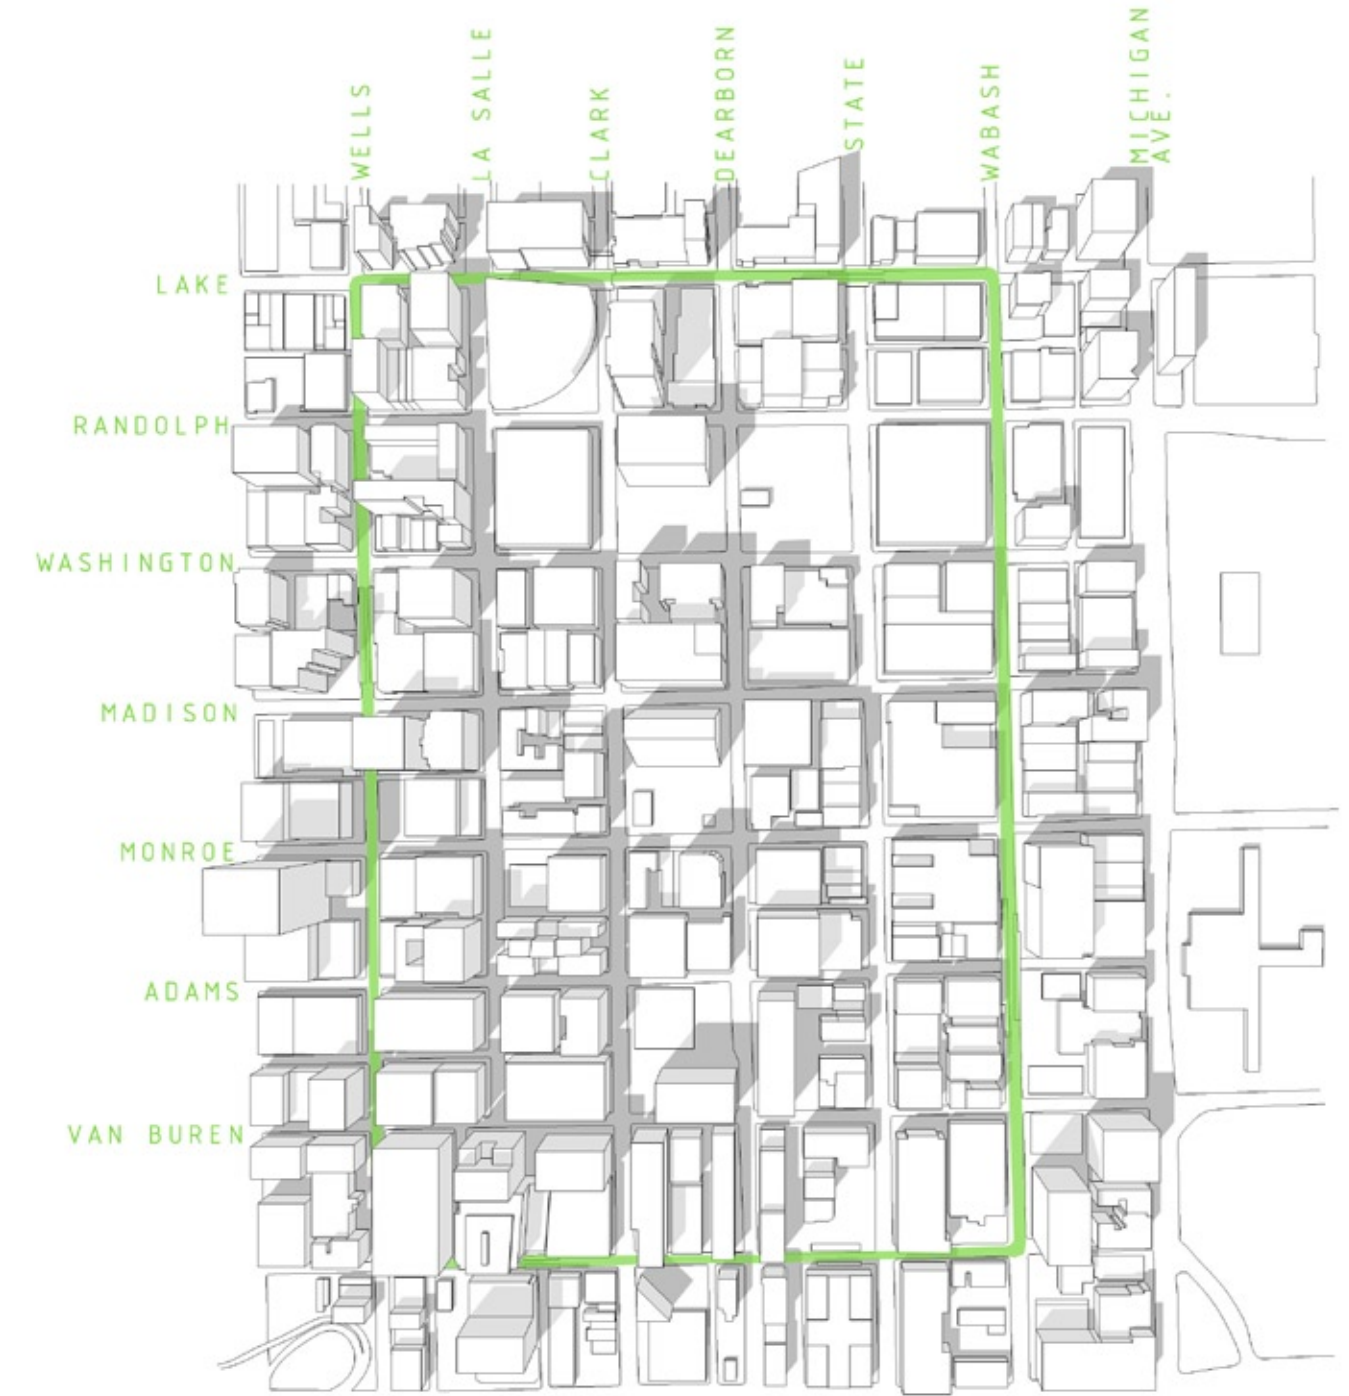 WELLS
LA SALLE
CLARK
DEARBORN
STATE
WABASH
MICHIGAN
AVE.
LAKE
RANDOLPH
WASHINGTON
MADISON
MONROE
ADAMS
VAN BUREN